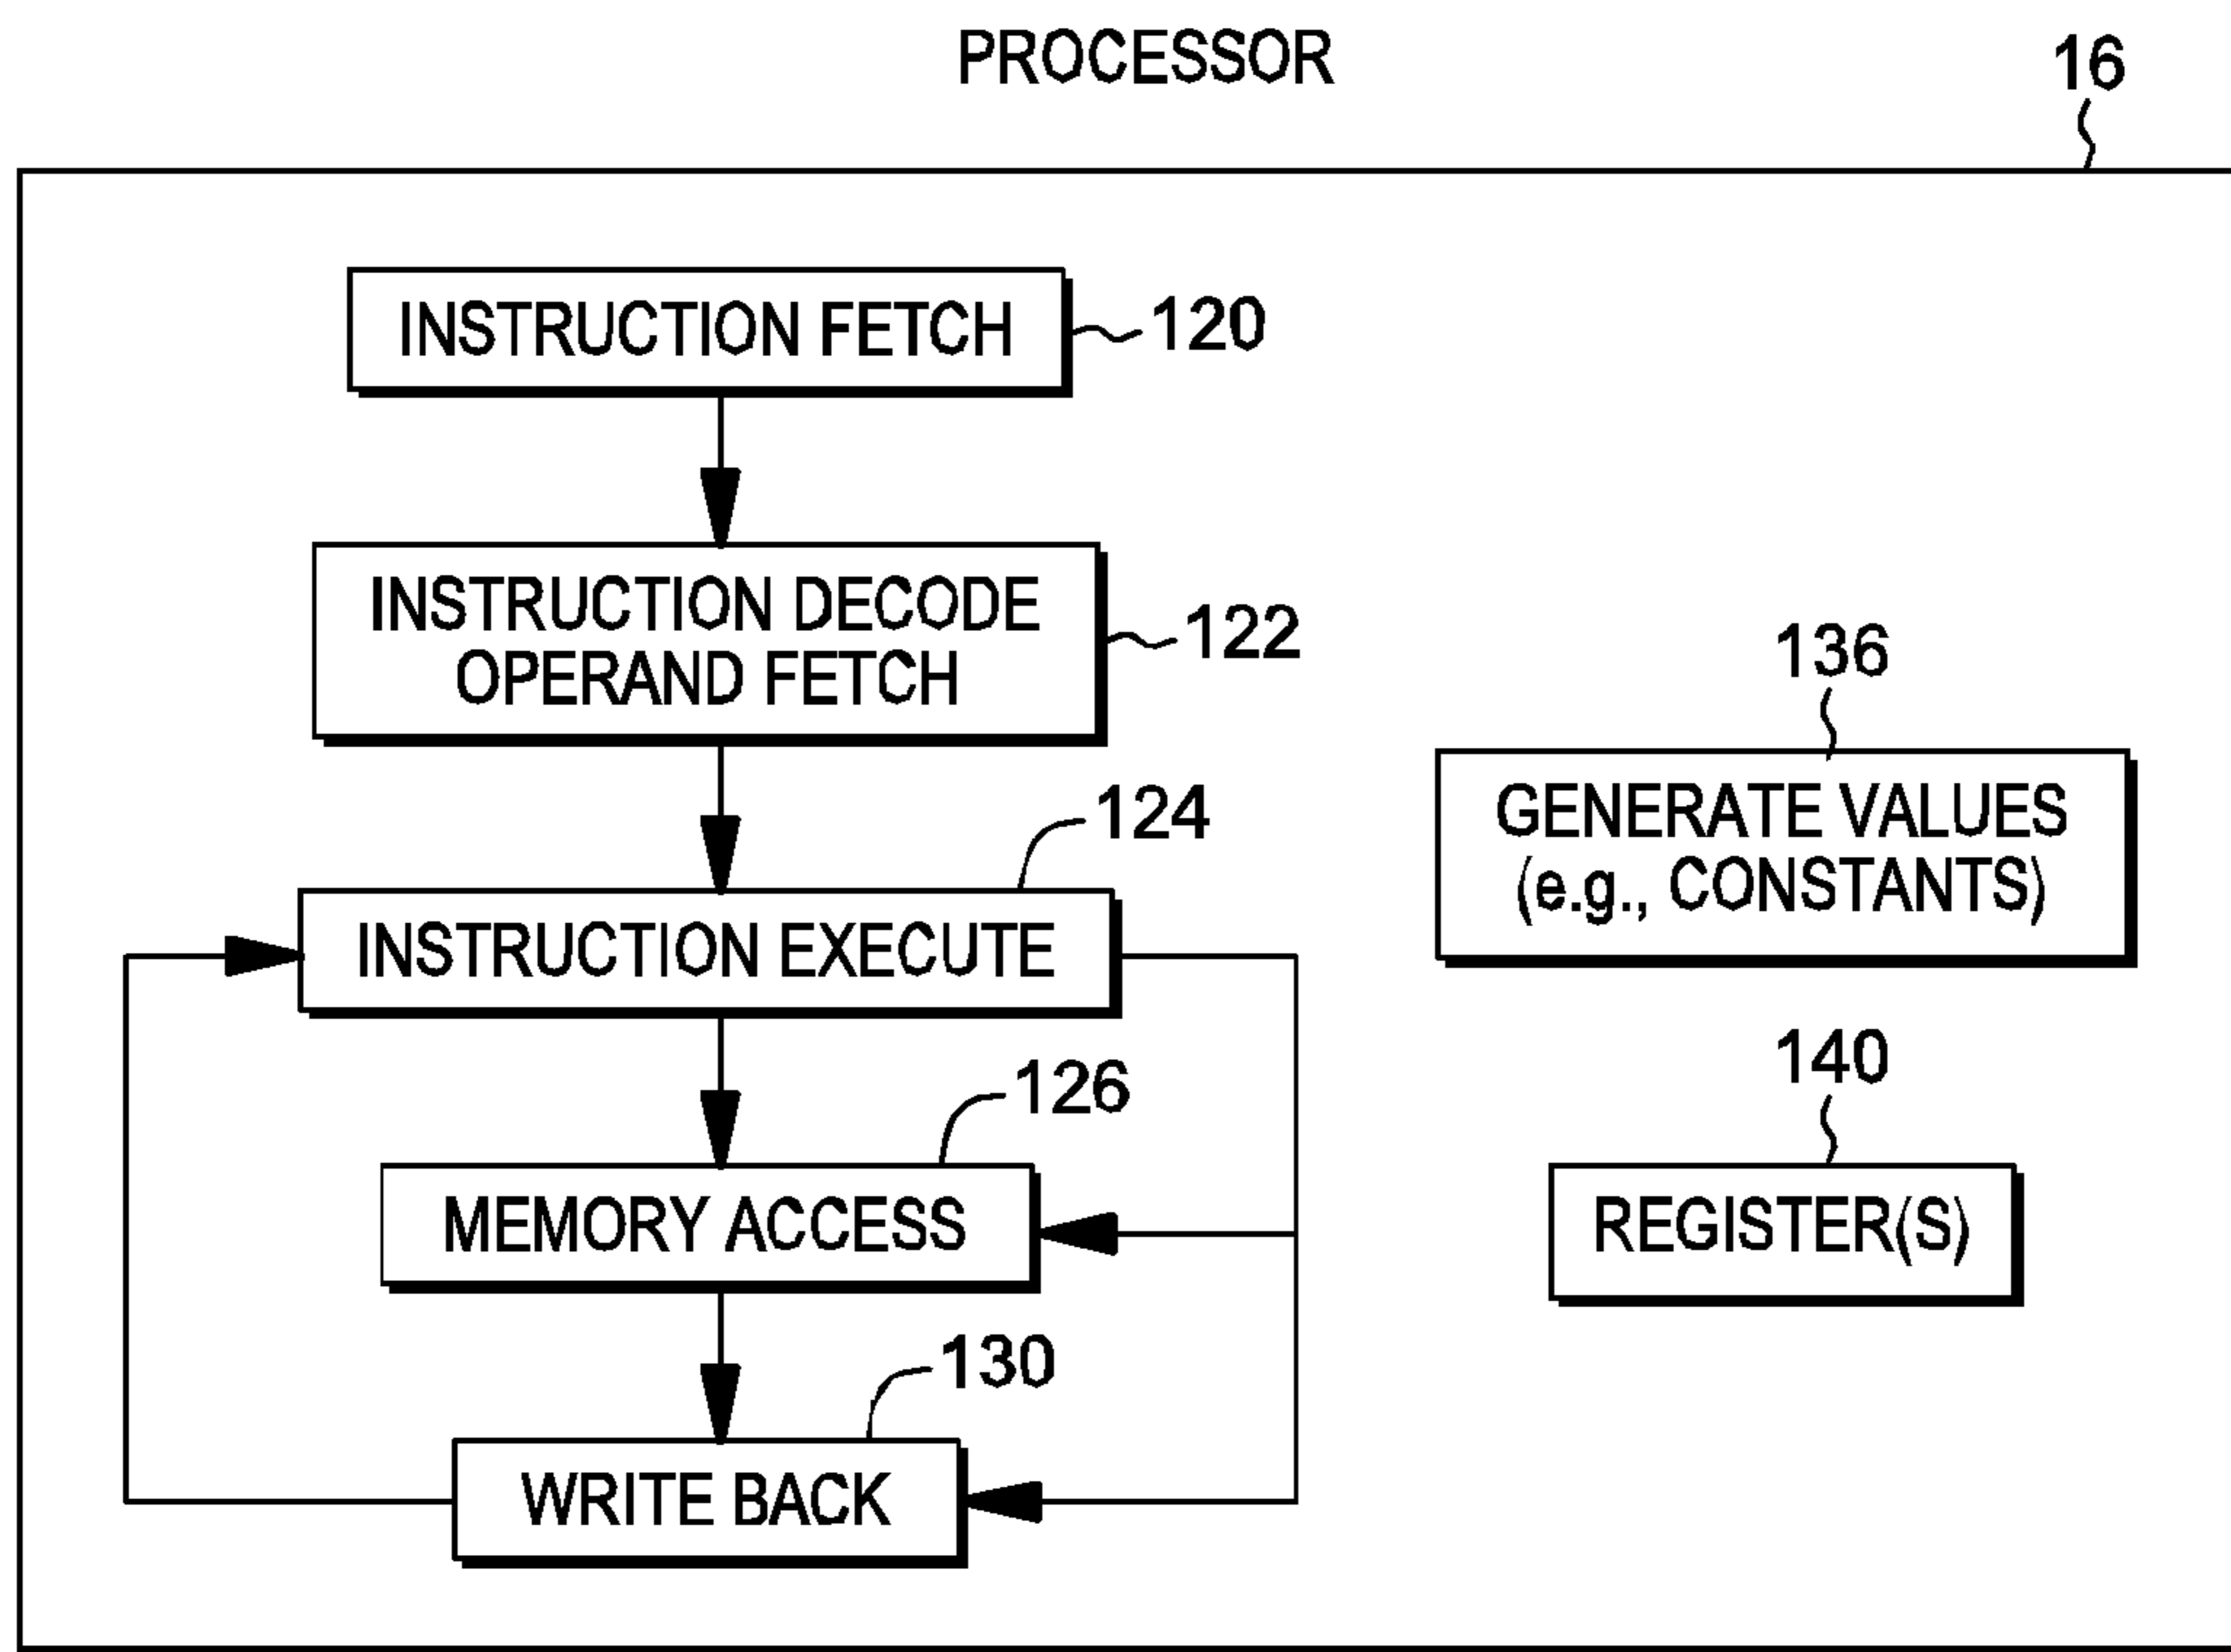 PROCESSOR
16
INSTRUCTION FETCH
120
INSTRUCTION DECODE
OPERAND FETCH
122
124
INSTRUCTION EXECUTE
126
MEMORY ACCESS
130
WRITE BACK
136
GENERATE VALUES
(e.g., CONSTANTS)
140
REGISTER(S)